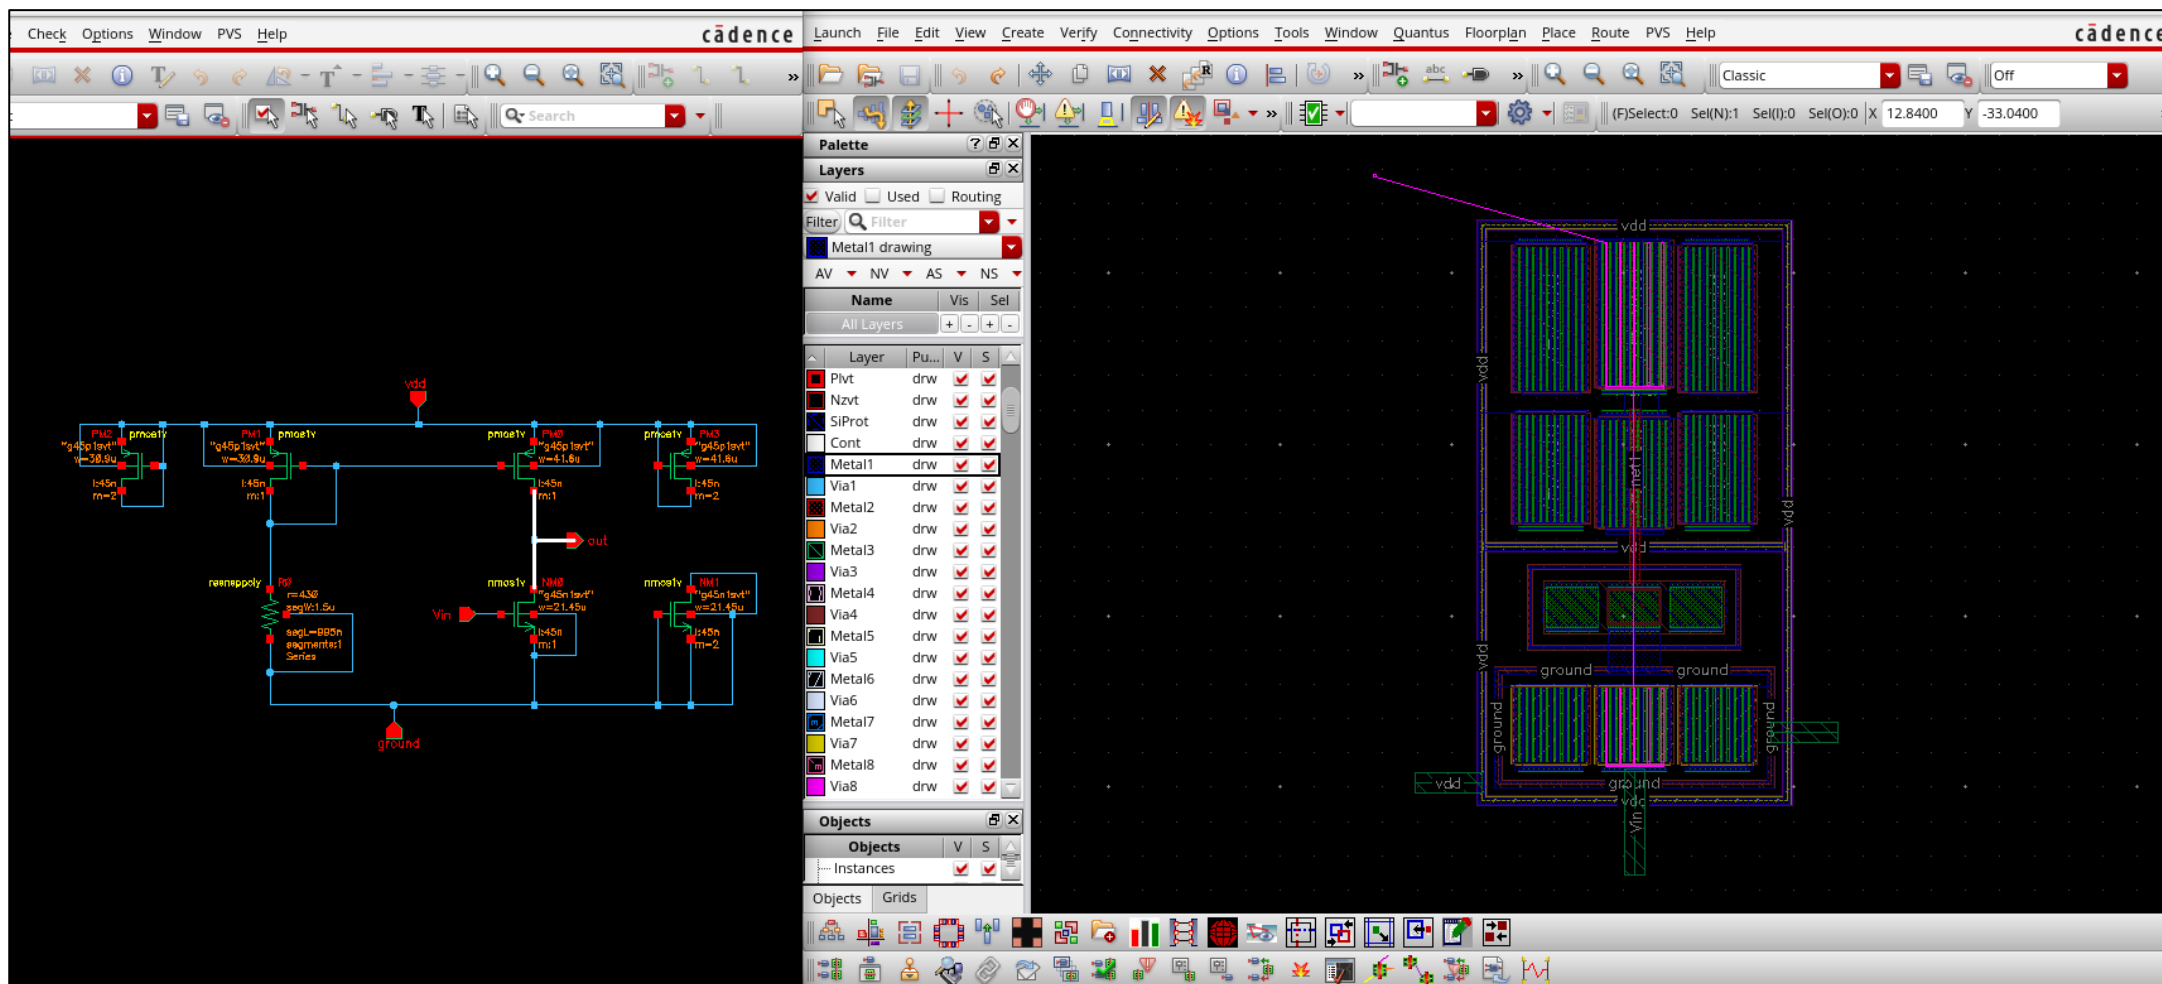 Check Options Window PVS Help cādence
Search
vdd
PM2 pmos1v
"g45p1svt"
w=30.9u
l:45n
m=2
PM1 pmos1v
"g45p1svt"
w=30.9u
l:45n
m:1
pmos1v PM0
"g45p1svt"
w=41.6u
l:45n
m:1
pmos1v PM3
"g45p1svt"
w=41.6u
l:45n
m=2
out
resnsppoly R0
r=430
segW:1.5u
segL=995n
segments:1
Series
Vin
nmos1v NM0
"g45n1svt"
w=21.45u
l:45n
m:1
nmos1v NM1
"g45n1svt"
w=21.45u
l:45n
m=2
ground
Launch File Edit View Create Verify Connectivity Options Tools Window Quantus Floorplan Place Route PVS Help cādence
Classic Off
abc
(F)Select:0 Sel(N):1 Sel(I):0 Sel(O):0 X 12.8400 Y -33.0400
Palette
Layers
Valid Used Routing
Filter Filter
Metal1 drawing
AV NV AS NS
Name Vis Sel
All Layers + - + -
Layer Pu... V S
Plvt drw
Nzvt drw
SiProt drw
Cont drw
Metal1 drw
Via1 drw
Metal2 drw
Via2 drw
Metal3 drw
Via3 drw
Metal4 drw
Via4 drw
Metal5 drw
Via5 drw
Metal6 drw
Via6 drw
Metal7 drw
Via7 drw
Metal8 drw
Via8 drw
Objects
Objects V S
Instances
Objects Grids
vdd
vdd
net1
vdd
vdd
vdd
ground ground
ground
ground
vdd
ground
vdd
Vin